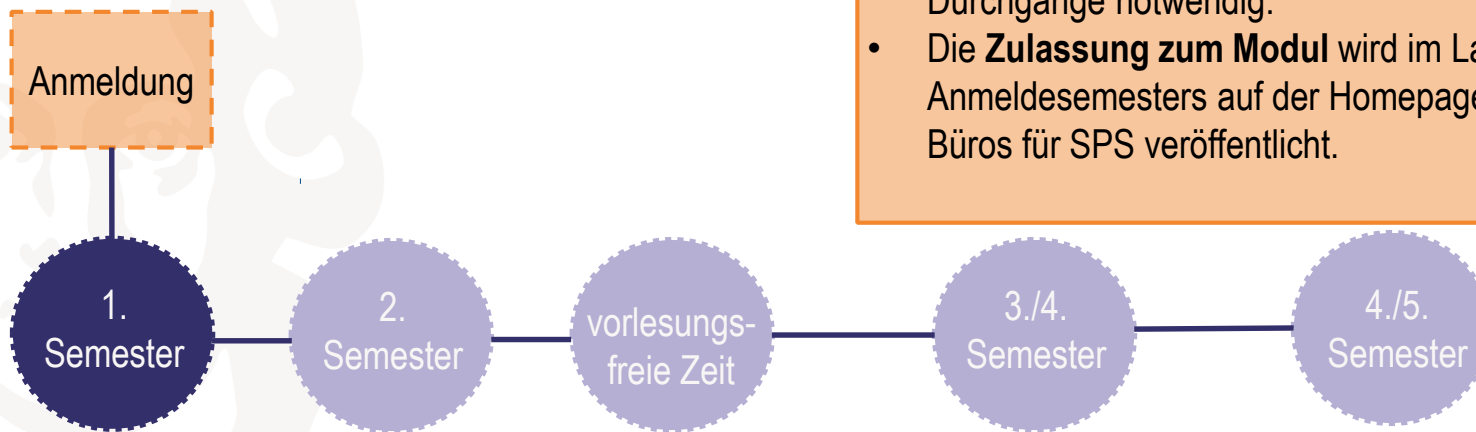 Durchgänge notwendig.
• Die Zulassung zum Modul wird im
Anmeldesemesters auf der Homepage
Büros für SPS veröffentlicht.
Anmeldung
1.
Semester
2.
Semester
vorlesungs-
freie Zeit
3./4.
Semester
4./5.
Semester